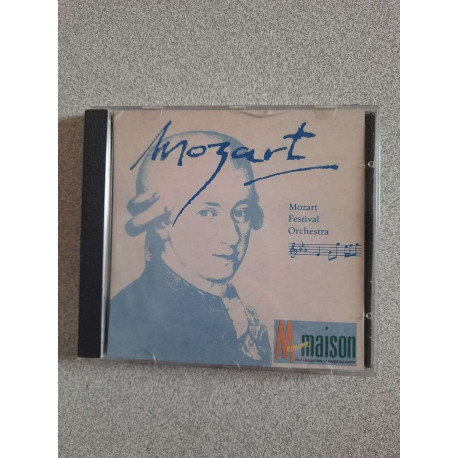 Mozart
Mozart
Festival
Orchestra
M
maison